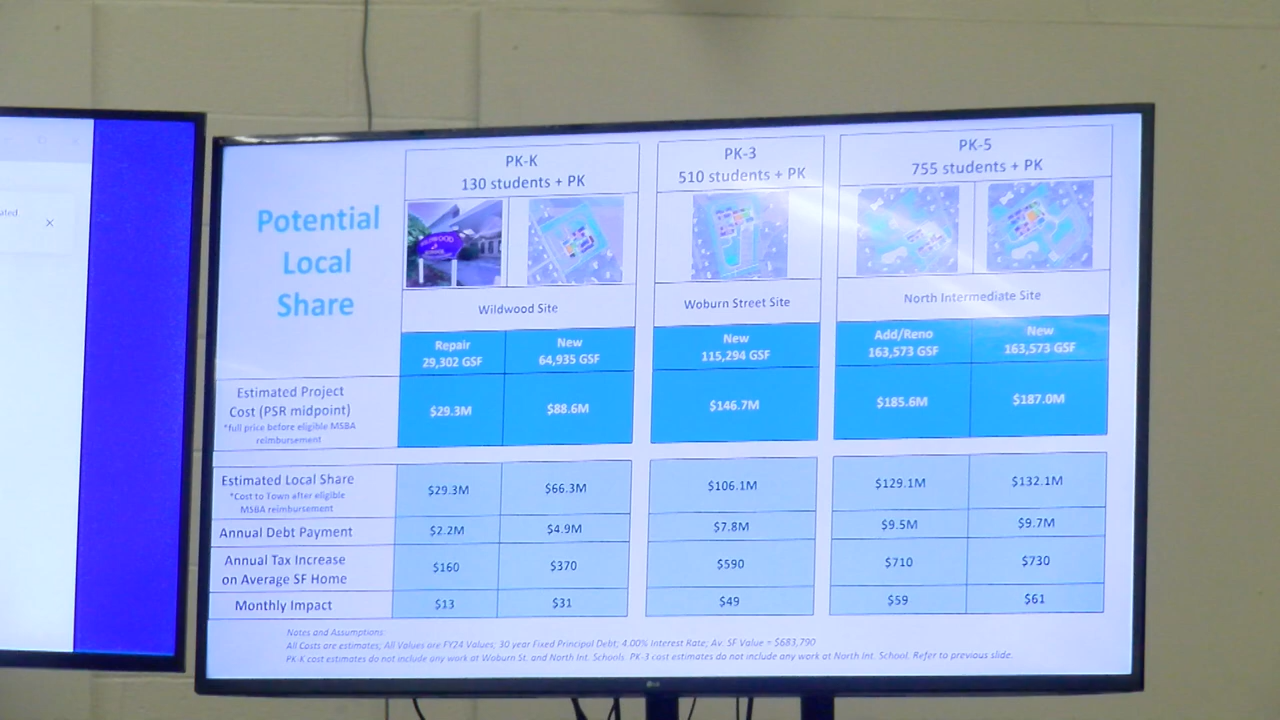 ated
×
Potential
Local
Share
PK-K
130 students + PK
PK-3
510 students + PK
PK-5
755 students + PK
WILDWOOD
Wildwood Site
Woburn Street Site
North Intermediate Site
Repair
29,302 GSF
New
64,935 GSF
New
115,294 GSF
Add/Reno
163,573 GSF
New
163,573 GSF
Estimated Project
Cost (PSR midpoint)
*full price before eligible MSBA
reimbursement
$29.3M
$88.6M
$146.7M
$185.6M
$187.0M
Estimated Local Share
*Cost to Town after eligible
MSBA reimbursement
$29.3M
$66.3M
$106.1M
$129.1M
$132.1M
Annual Debt Payment
$2.2M
$4.9M
$7.8M
$9.5M
$9.7M
Annual Tax Increase
on Average SF Home
$160
$370
$590
$710
$730
Monthly Impact
$13
$31
$49
$59
$61
Notes and Assumptions:
All Costs are estimates; All Values are FY24 Values; 30 year Fixed Principal Debt; 4.00% Interest Rate; Av. SF Value = $683,790
PK-K cost estimates do not include any work at Woburn St. and North Int. Schools. PK-3 cost estimates do not include any work at North Int. School. Refer to previous slide.
LG